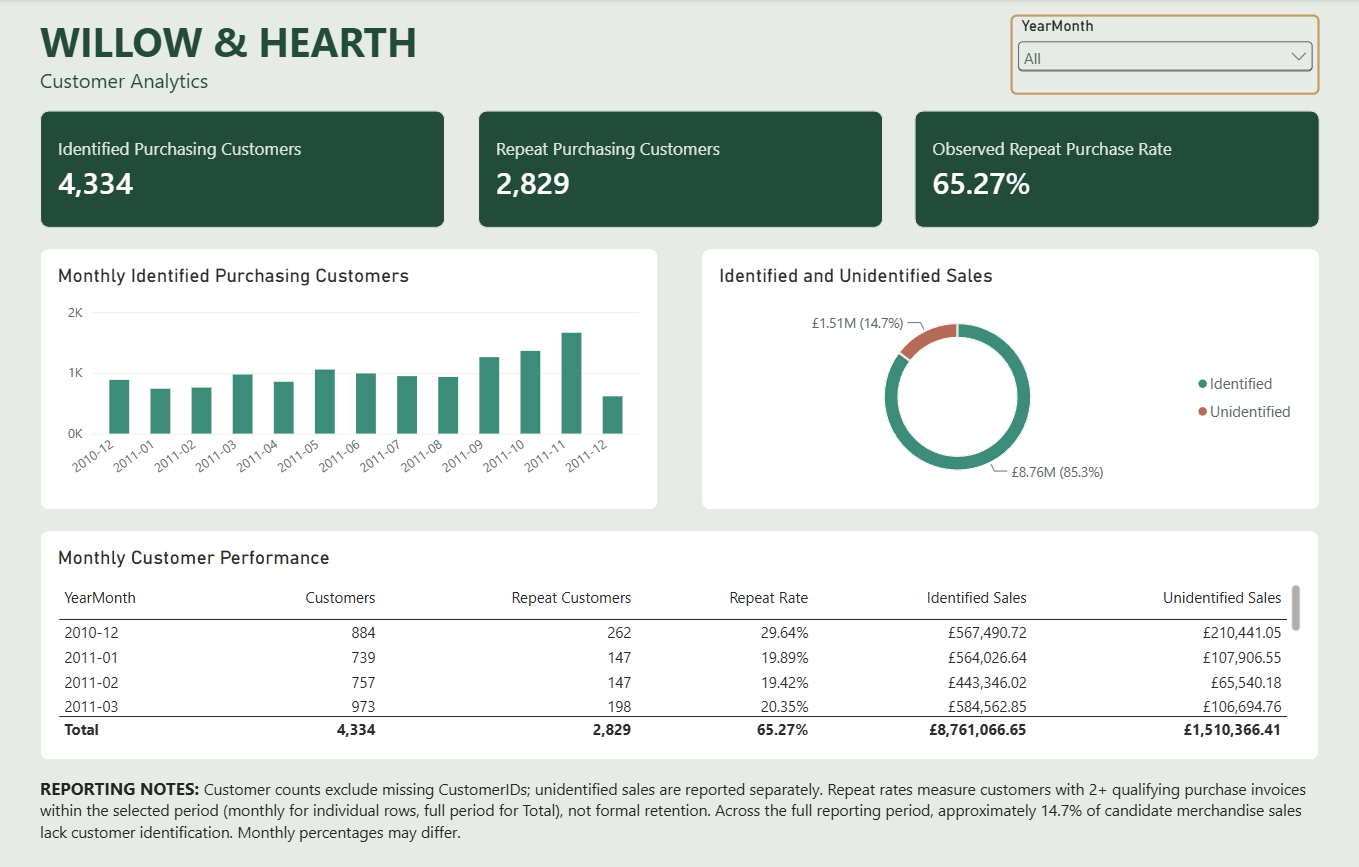 WILLOW & HEARTH
Customer Analytics
YearMonth
All
Identified Purchasing Customers
4,334
Repeat Purchasing Customers
2,829
Observed Repeat Purchase Rate
65.27%
Monthly Identified Purchasing Customers
2K
1K
0K
2010-12
2011-01
2011-02
2011-03
2011-04
2011-05
2011-06
2011-07
2011-08
2011-09
2011-10
2011-11
2011-12
Identified and Unidentified Sales
£1.51M (14.7%)
£8.76M (85.3%)
Identified
Unidentified
Monthly Customer Performance
YearMonth Customers Repeat Customers Repeat Rate Identified Sales Unidentified Sales
2010-12 884 262 29.64% £567,490.72 £210,441.05
2011-01 739 147 19.89% £564,026.64 £107,906.55
2011-02 757 147 19.42% £443,346.02 £65,540.18
2011-03 973 198 20.35% £584,562.85 £106,694.76
Total 4,334 2,829 65.27% £8,761,066.65 £1,510,366.41
REPORTING NOTES: Customer counts exclude missing CustomerIDs; unidentified sales are reported separately. Repeat rates measure customers with 2+ qualifying purchase invoices
within the selected period (monthly for individual rows, full period for Total), not formal retention. Across the full reporting period, approximately 14.7% of candidate merchandise sales
lack customer identification. Monthly percentages may differ.